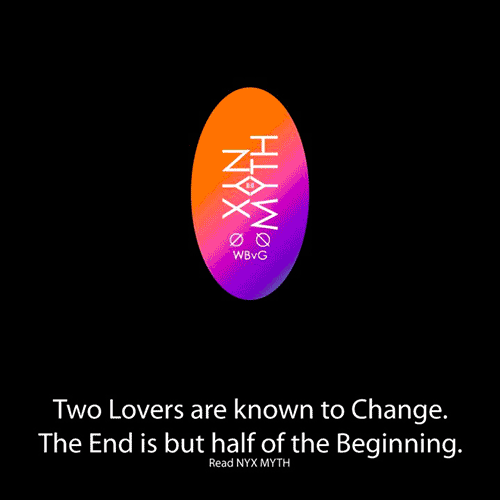 NYX
MYTH
Ø Ø
WBvG
Two Lovers are known to Change.
The End is but half of the Beginning.
Read NYX MYTH